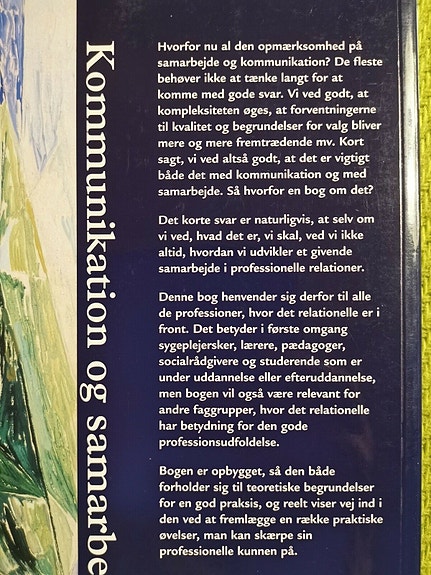 Kommunikation og samarbe
Hvorfor nu al den opmærksomhed på
samarbejde og kommunikation? De fleste
behøver ikke at tænke langt for at
komme med gode svar. Vi ved godt, at
kompleksiteten øges, at forventningerne
til kvalitet og begrundelser for valg bliver
mere og mere fremtrædende mv. Kort
sagt, vi ved altså godt, at det er vigtigt
både det med kommunikation og med
samarbejde. Så hvorfor en bog om det?
Det korte svar er naturligvis, at selv om
vi ved, hvad det er, vi skal, ved vi ikke
altid, hvordan vi udvikler et givende
samarbejde i professionelle relationer.
Denne bog henvender sig derfor til alle
de professioner, hvor det relationelle er i
front. Det betyder i første omgang
sygeplejersker, lærere, pædagoger,
socialrådgivere og studerende som er
under uddannelse eller efteruddannelse,
men bogen vil også være relevant for
andre faggrupper, hvor det relationelle
har betydning for den gode
professionsudfoldelse.
Bogen er opbygget, så den både
forholder sig til teoretiske begrundelser
for en god praksis, og reelt viser vej ind i
den ved at fremlægge en række praktiske
øvelser, man kan skærpe sin
professionelle kunnen på.